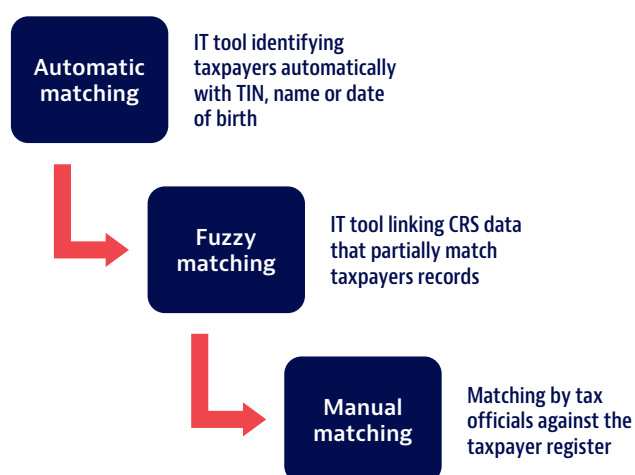 Automatic
matching
IT tool identifying
taxpayers automatically
with TIN, name or date
of birth
Fuzzy
matching
IT tool linking CRS data
that partially match
taxpayers records
Manual
matching
Matching by tax
officials against the
taxpayer register